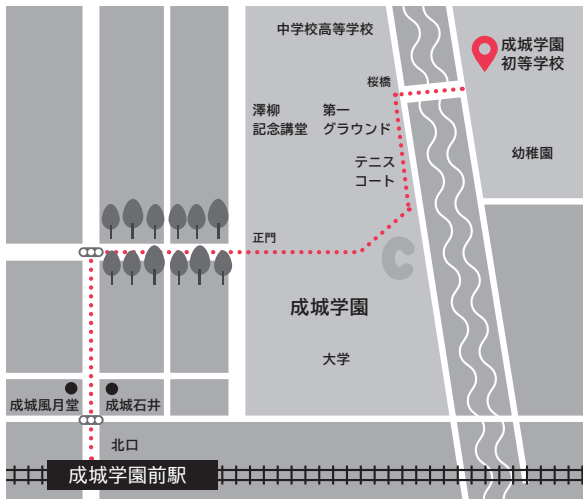 中学校高等学校
成城学園
初等学校
桜橋
澤柳
記念講堂
第一
グラウンド
テニス
コート
幼稚園
正門
成城学園
大学
成城風月堂
成城石井
北口
成城学園前駅